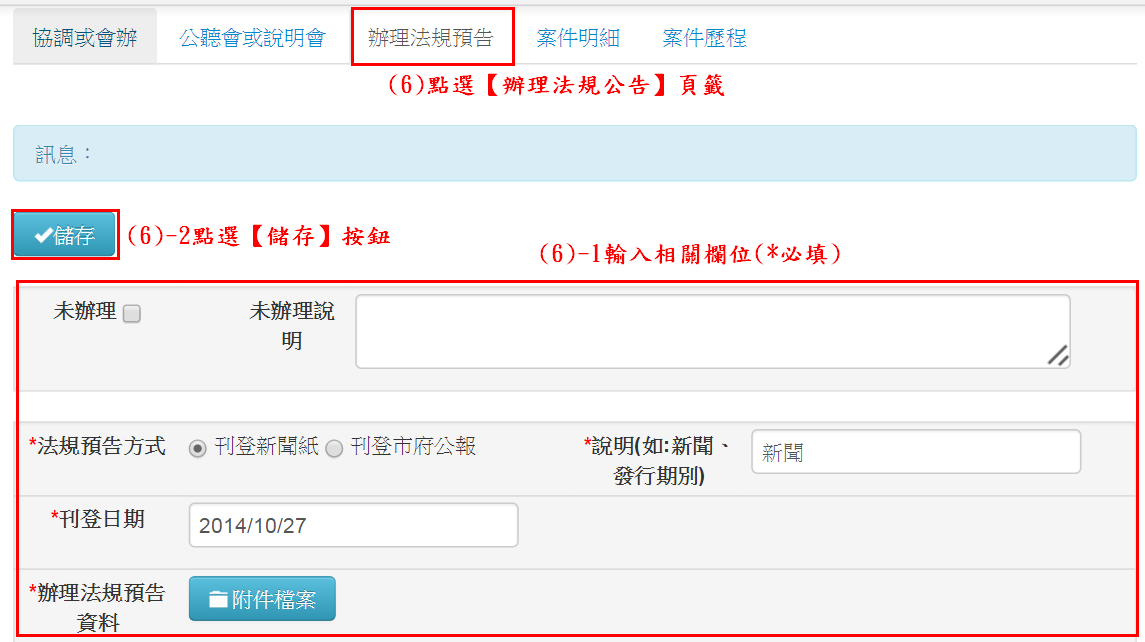 協調或會辦 公聽會或說明會 辦理法規預告 案件明細 案件歷程
(6)點選【辦理法規公告】頁籤
訊息：
儲存 (6)-2點選【儲存】按鈕
(6)-1輸入相關欄位(*必填)
未辦理 未辦理說
明
*法規預告方式 刊登新聞紙 刊登市府公報 *說明(如:新聞、
發行期別) 新聞
*刊登日期 2014/10/27
*辦理法規預告
資料 附件檔案